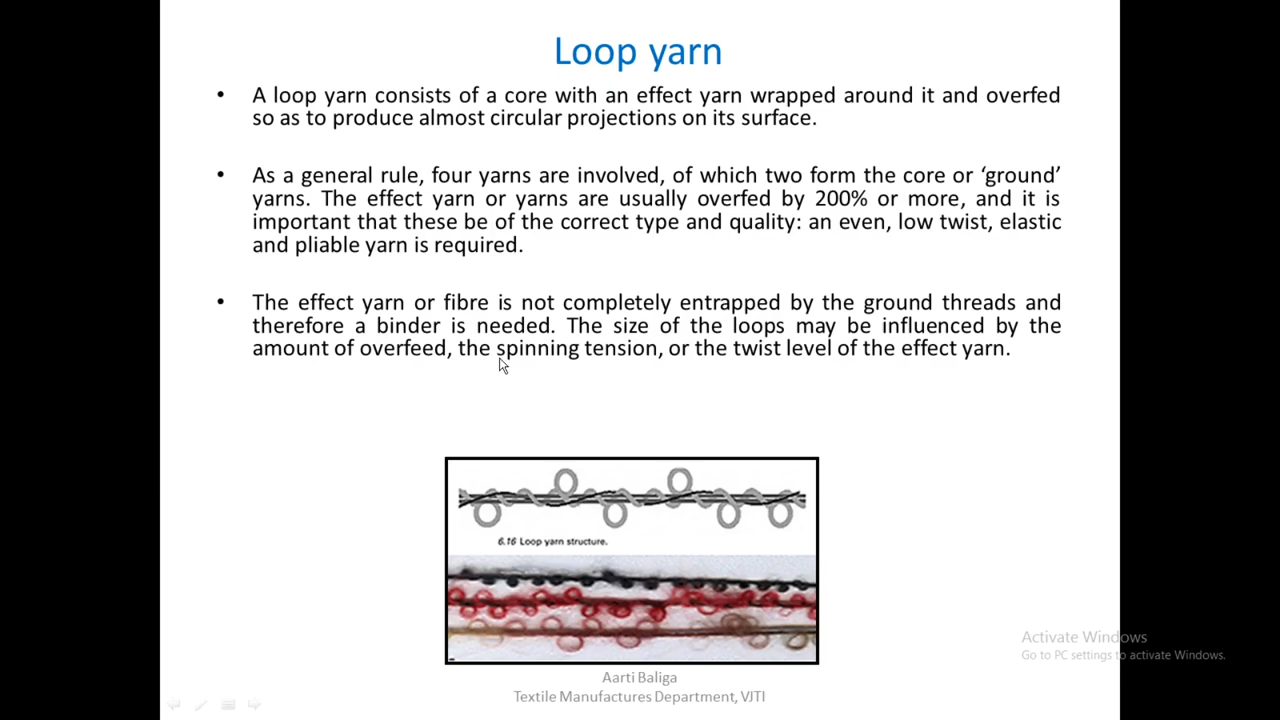 Loop yarn
• A loop yarn consists of a core with an effect yarn wrapped around it and overfed
so as to produce almost circular projections on its surface.
• As a general rule, four yarns are involved, of which two form the core or ‘ground’
yarns. The effect yarn or yarns are usually overfed by 200% or more, and it is
important that these be of the correct type and quality: an even, low twist, elastic
and pliable yarn is required.
• The effect yarn or fibre is not completely entrapped by the ground threads and
therefore a binder is needed. The size of the loops may be influenced by the
amount of overfeed, the spinning tension, or the twist level of the effect yarn.
6.16 Loop yarn structure.
Activate Windows
Go to PC settings to activate Windows.
Aarti Baliga
Textile Manufactures Department, VJTI